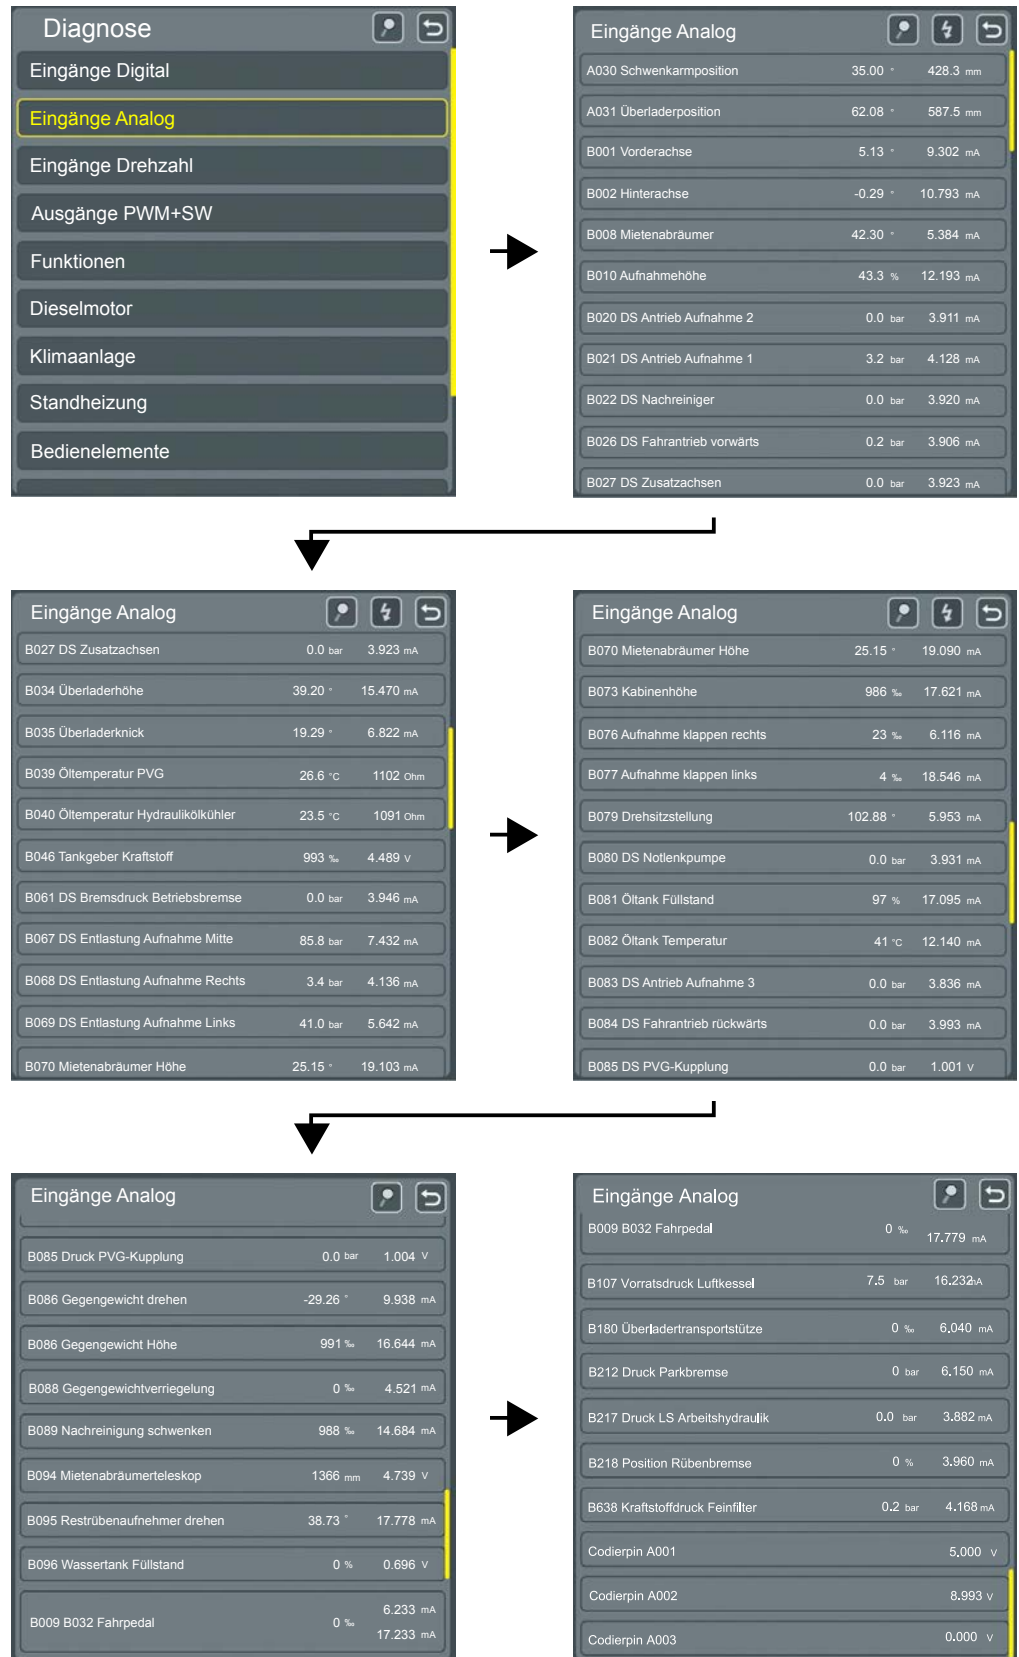 Diagnose
Eingänge Digital
Eingänge Analog
Eingänge Drehzahl
Ausgänge PWM+SW
Funktionen
Dieselmotor
Klimaanlage
Standheizung
Bedienelemente
Eingänge Analog
A030 Schwenkarmposition 35.00 ° 428.3 mm
A031 Überladerposition 62.08 ° 587.5 mm
B001 Vorderachse 5.13 ° 9.302 mA
B002 Hinterachse -0.29 ° 10.793 mA
B008 Mietenabräumer 42.30 ° 5.384 mA
B010 Aufnahmehöhe 43.3 % 12.193 mA
B020 DS Antrieb Aufnahme 2 0.0 bar 3.911 mA
B021 DS Antrieb Aufnahme 1 3.2 bar 4.128 mA
B022 DS Nachreiniger 0.0 bar 3.920 mA
B026 DS Fahrantrieb vorwärts 0.2 bar 3.906 mA
B027 DS Zusatzachsen 0.0 bar 3.923 mA
Eingänge Analog
B027 DS Zusatzachsen 0.0 bar 3.923 mA
B034 Überladerhöhe 39.20 ° 15.470 mA
B035 Überladerknick 19.29 ° 6.822 mA
B039 Öltemperatur PVG 26.6 °C 1102 Ohm
B040 Öltemperatur Hydraulikölkühler 23.5 °C 1091 Ohm
B046 Tankgeber Kraftstoff 993 ‰ 4.489 V
B061 DS Bremsdruck Betriebsbremse 0.0 bar 3.946 mA
B067 DS Entlastung Aufnahme Mitte 85.8 bar 7.432 mA
B068 DS Entlastung Aufnahme Rechts 3.4 bar 4.136 mA
B069 DS Entlastung Aufnahme Links 41.0 bar 5.642 mA
B070 Mietenabräumer Höhe 25.15 ° 19.103 mA
Eingänge Analog
B070 Mietenabräumer Höhe 25.15 ° 19.090 mA
B073 Kabinenhöhe 986 ‰ 17.621 mA
B076 Aufnahme klappen rechts 23 ‰ 6.116 mA
B077 Aufnahme klappen links 4 ‰ 18.546 mA
B079 Drehsitzstellung 102.88 ° 5.953 mA
B080 DS Notlenkpumpe 0.0 bar 3.931 mA
B081 Öltank Füllstand 97 % 17.095 mA
B082 Öltank Temperatur 41 °C 12.140 mA
B083 DS Antrieb Aufnahme 3 0.0 bar 3.836 mA
B084 DS Fahrantrieb rückwärts 0.0 bar 3.993 mA
B085 DS PVG-Kupplung 0.0 bar 1.001 V
Eingänge Analog
B085 Druck PVG-Kupplung 0.0 bar 1.004 V
B086 Gegengewicht drehen -29.26 ° 9.938 mA
B086 Gegengewicht Höhe 991 ‰ 16.644 mA
B088 Gegengewichtverriegelung 0 ‰ 4.521 mA
B089 Nachreinigung schwenken 988 ‰ 14.684 mA
B094 Mietenabräumerteleskop 1366 mm 4.739 V
B095 Restrübenaufnehmer drehen 38.73 ° 17.778 mA
B096 Wassertank Füllstand 0 % 0.696 V
B009 B032 Fahrpedal 0 ‰ 6.233 mA
17.233 mA
Eingänge Analog
B009 B032 Fahrpedal 0 ‰
17.779 mA
B107 Vorratsdruck Luftkessel 7.5 bar 16.232mA
B180 Überladertransportstütze 0 ‰ 6.040 mA
B212 Druck Parkbremse 0 bar 6.150 mA
B217 Druck LS Arbeitshydraulik 0.0 bar 3.882 mA
B218 Position Rübenbremse 0 % 3.960 mA
B638 Kraftstoffdruck Feinfilter 0.2 bar 4.168 mA
Codierpin A001 5.000 V
Codierpin A002 8.993 V
Codierpin A003 0.000 V